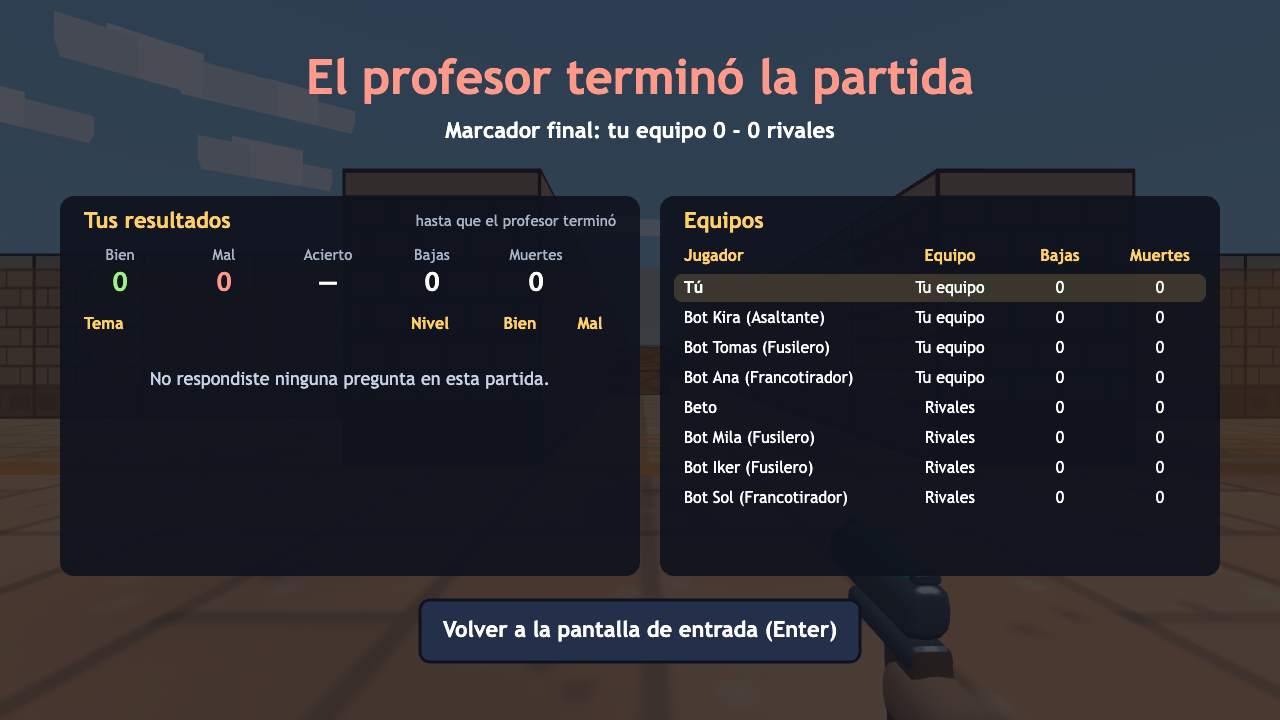 El profesor terminó la partida
Marcador final: tu equipo 0 - 0 rivales
Tus resultados
hasta que el profesor terminó
Bien Mal Acierto Bajas Muertes
0 0 — 0 0
Tema Nivel Bien Mal
No respondiste ninguna pregunta en esta partida.
Equipos
Jugador Equipo Bajas Muertes
Tú Tu equipo 0 0
Bot Kira (Asaltante) Tu equipo 0 0
Bot Tomas (Fusilero) Tu equipo 0 0
Bot Ana (Francotirador) Tu equipo 0 0
Beto Rivales 0 0
Bot Mila (Fusilero) Rivales 0 0
Bot Iker (Fusilero) Rivales 0 0
Bot Sol (Francotirador) Rivales 0 0
Volver a la pantalla de entrada (Enter)